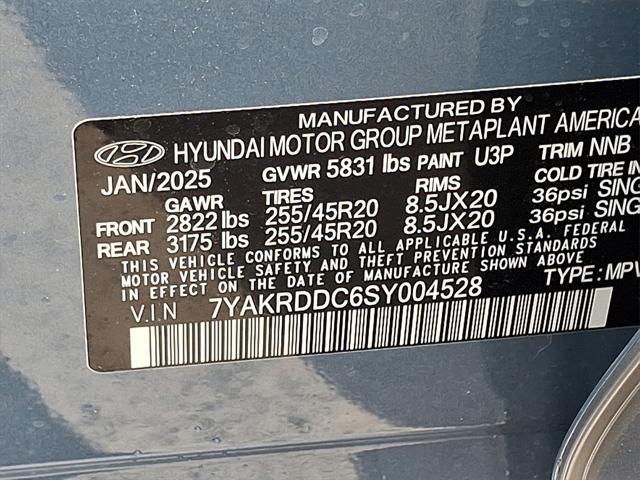 MANUFACTURED BY
HYUNDAI MOTOR GROUP METAPLANT AMERICA
JAN/2025 GVWR 5831 lbs PAINT U3P TRIM NNB
GAWR TIRES RIMS COLD TIRE IN
FRONT 2822 lbs 255/45R20 8.5JX20 36psi SING
REAR 3175 lbs 255/45R20 8.5JX20 36psi SING
THIS VEHICLE CONFORMS TO ALL APPLICABLE U.S.A. FEDERAL
MOTOR VEHICLE SAFETY AND THEFT PREVENTION STANDARDS
IN EFFECT ON THE DATE OF MANUFACTURE SHOWN ABOVE
TYPE: MPV
V.I.N 7YAKRDDC6SY004528